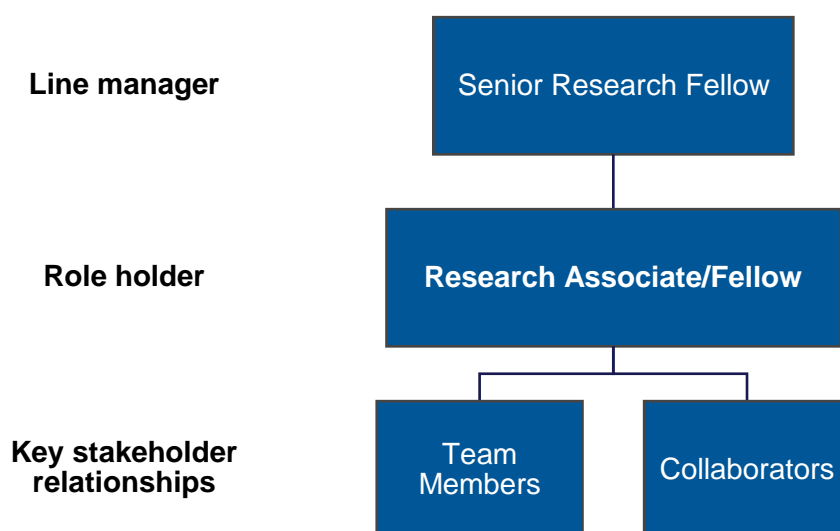 Line manager
Senior Research Fellow
Role holder
Research Associate/Fellow
Key stakeholder
relationships
Team
Members
Collaborators